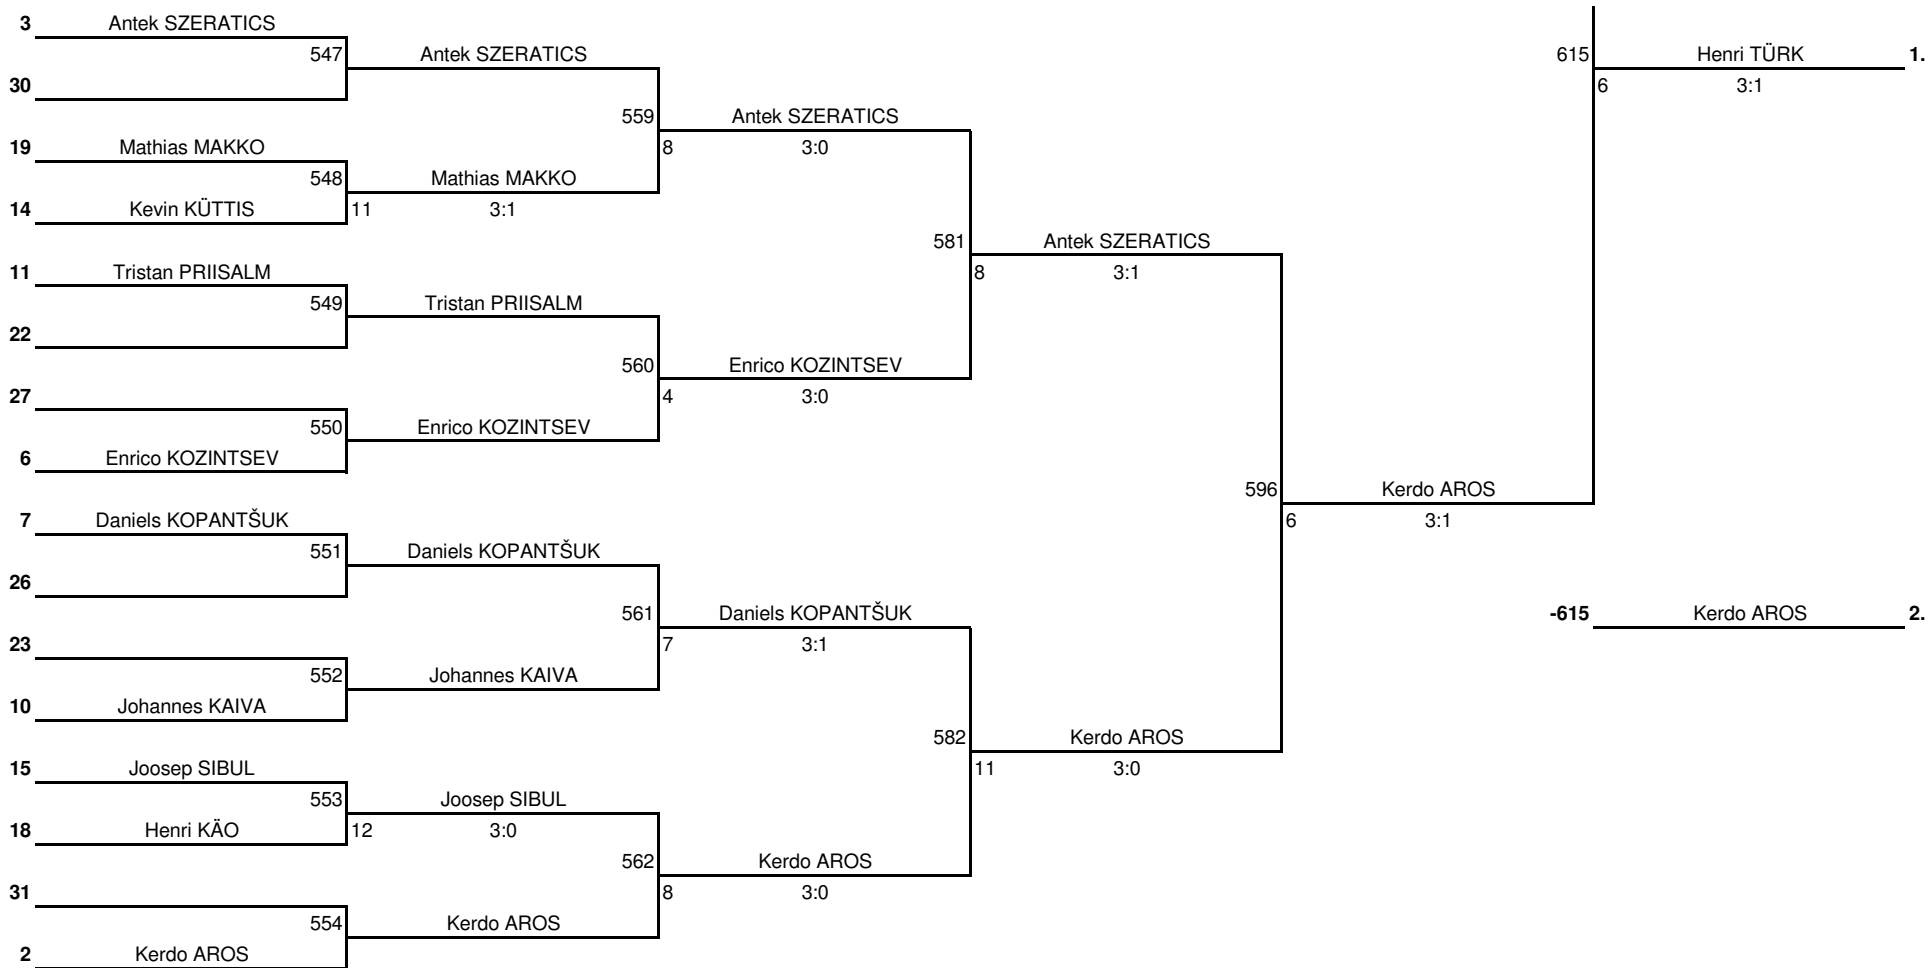 3 Antek SZERATICS
547 Antek SZERATICS 615 Henri TÜRK 1.
30 6 3:1
559 Antek SZERATICS
19 Mathias MAKKO 8 3:0
548 Mathias MAKKO
14 Kevin KÜTTIS 11 3:1
581 Antek SZERATICS
11 Tristan PRIISALM 8 3:1
549 Tristan PRIISALM
22
560 Enrico KOZINTSEV
27 4 3:0
550 Enrico KOZINTSEV
6 Enrico KOZINTSEV
596 Kerdo AROS
7 Daniels KOPANTŠUK 6 3:1
551 Daniels KOPANTŠUK
26
561 Daniels KOPANTŠUK -615 Kerdo AROS 2.
23 7 3:1
552 Johannes KAIVA
10 Johannes KAIVA
582 Kerdo AROS
15 Joosep SIBUL 11 3:0
553 Joosep SIBUL
18 Henri KÄO 12 3:0
562 Kerdo AROS
31 8 3:0
554 Kerdo AROS
2 Kerdo AROS